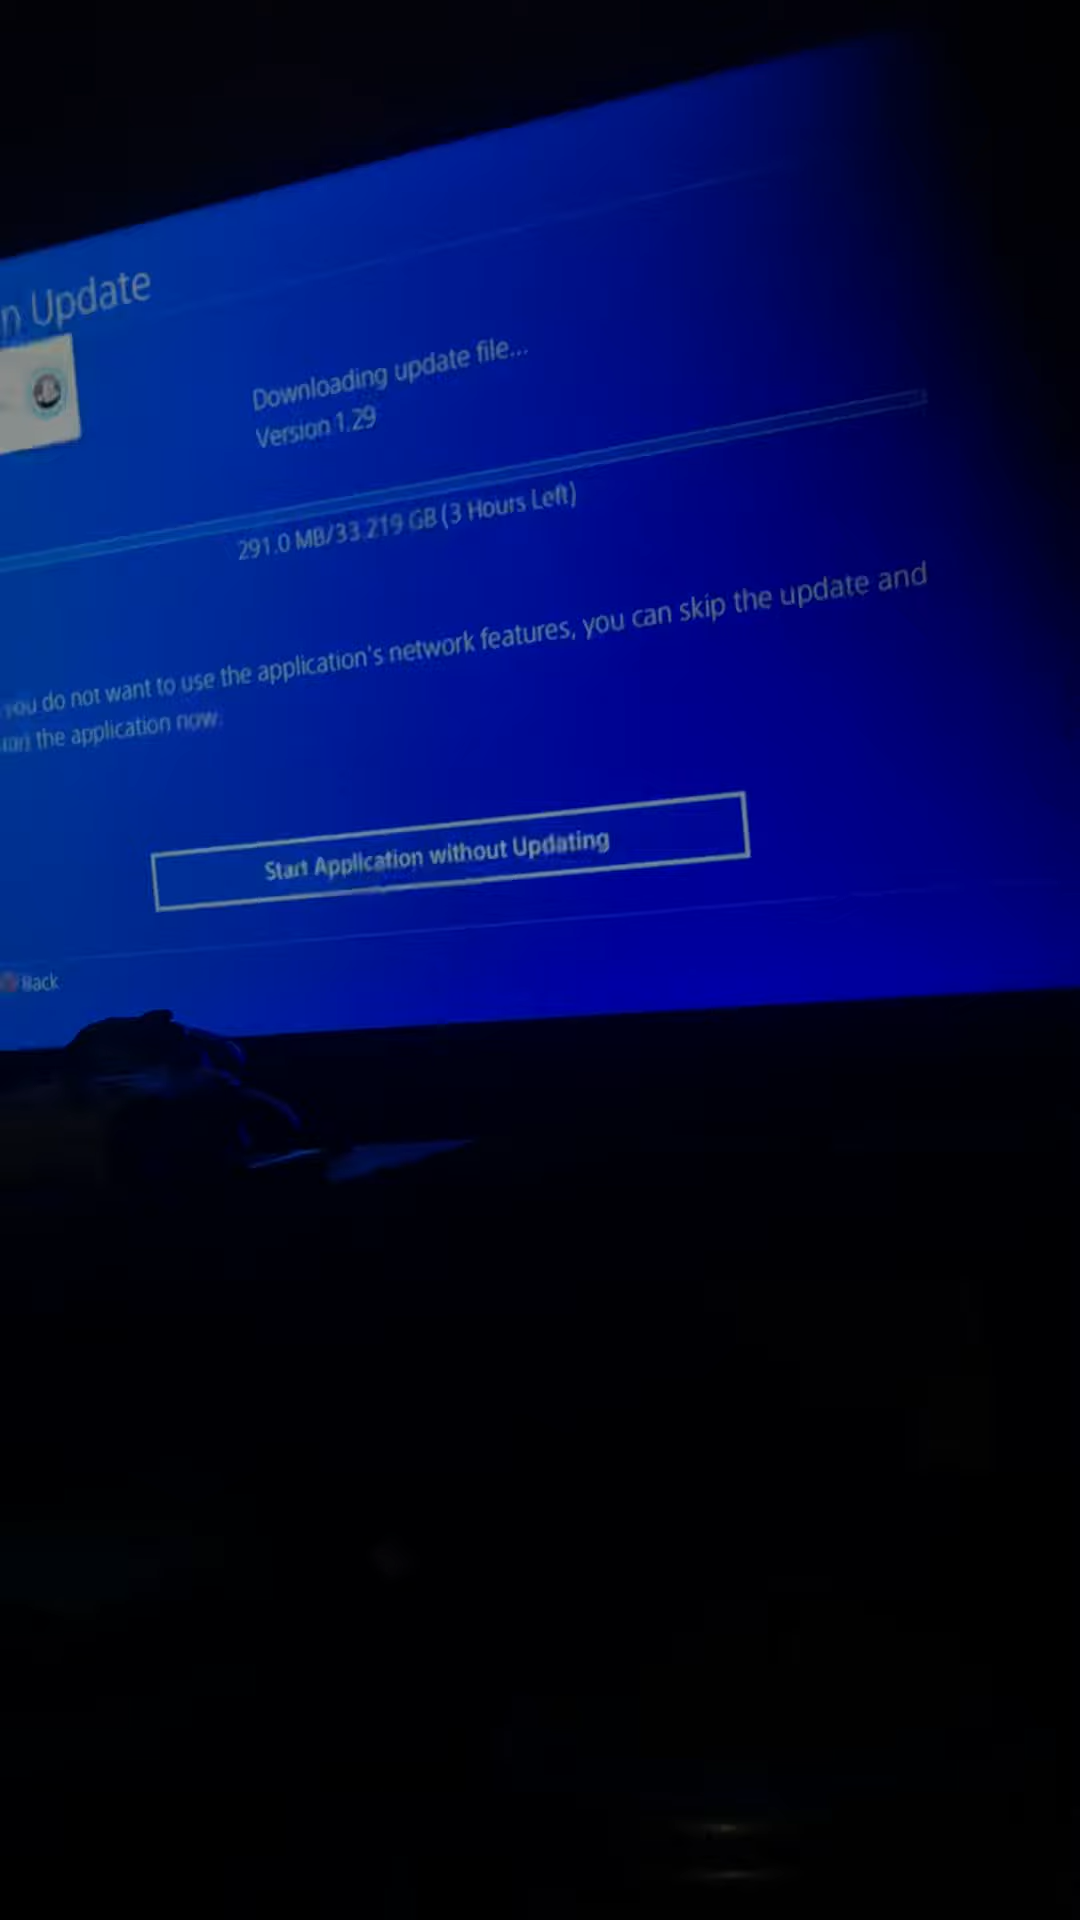 n Update
Downloading update file...
Version 1.29
291.0 MB/33.219 GB (3 Hours Left)
you do not want to use the application's network features, you can skip the update and
the application now.
Start Application without Updating
Back